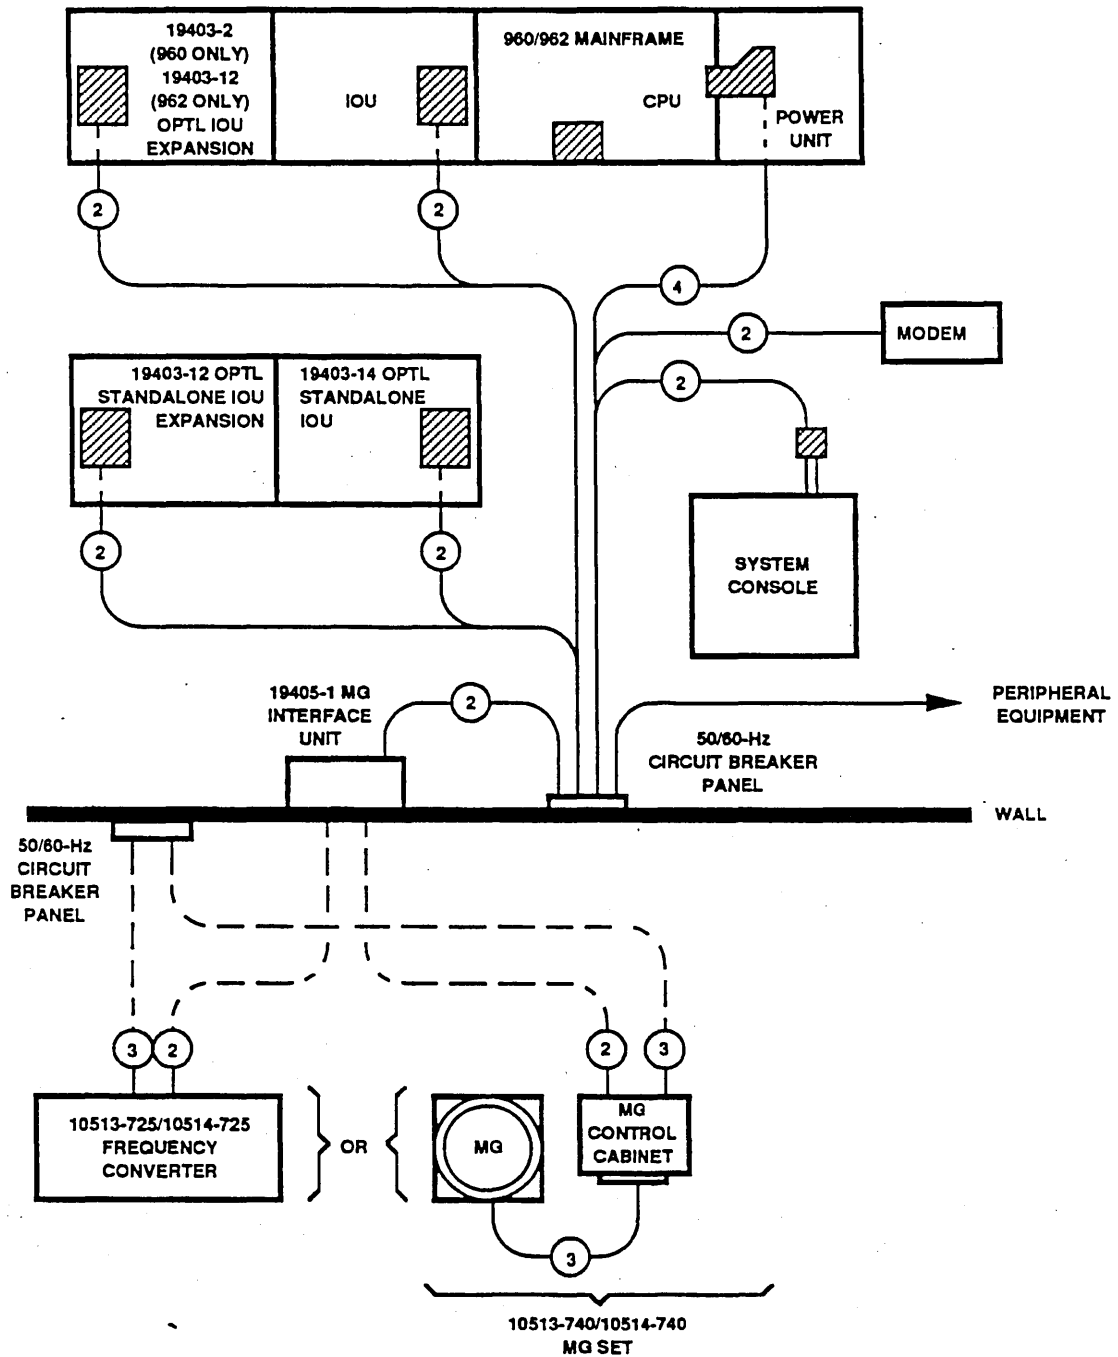 19403-2
(960 ONLY)
19403-12
(962 ONLY)
OPTL IOU
EXPANSION
IOU
960/962 MAINFRAME
CPU
POWER
UNIT
2
2
4
2
MODEM
2
19403-12 OPTL
STANDALONE IOU
EXPANSION
19403-14 OPTL
STANDALONE
IOU
2
2
SYSTEM
CONSOLE
19405-1 MG
INTERFACE
UNIT
2
PERIPHERAL
EQUIPMENT
50/60-Hz
CIRCUIT BREAKER
PANEL
WALL
50/60-Hz
CIRCUIT
BREAKER
PANEL
3
2
2
3
10513-725/10514-725
FREQUENCY
CONVERTER
OR
MG
MG
CONTROL
CABINET
3
10513-740/10514-740
MG SET